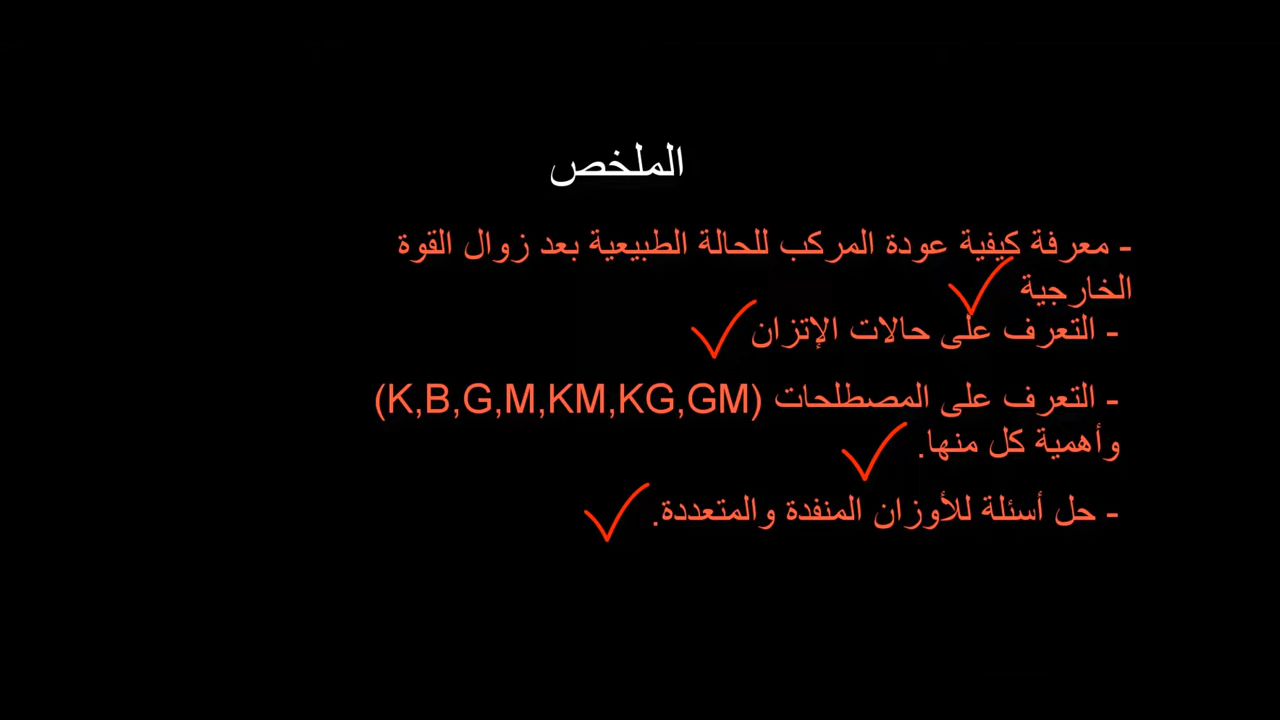 الملخص
- معرفة كيفية عودة المركب للحالة الطبيعية بعد زوال القوة
الخارجية
- التعرف على حالات الإتزان
- التعرف على المصطلحات (K,B,G,M,KM,KG,GM)
وأهمية كل منها.
- حل أسئلة للأوزان المنفدة والمتعددة.